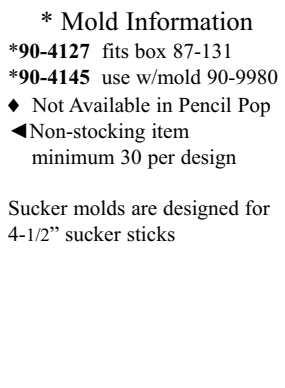 * Mold Information
*90-4127 fits box 87-131
*90-4145 use w/mold 90-9980
♦ Not Available in Pencil Pop
◄Non-stocking item
minimum 30 per design
Sucker molds are designed for
4-1/2” sucker sticks